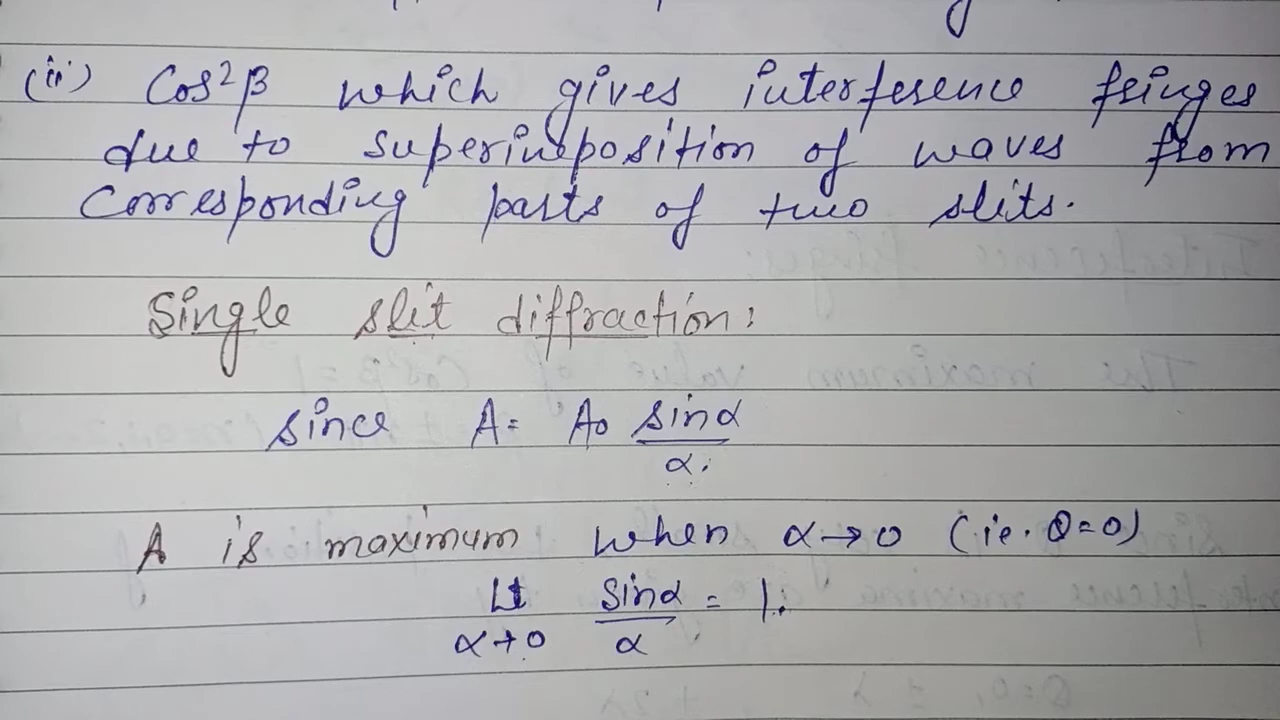 (ii) Cos²β which gives interference fringes
due to superimposition of waves from
Corresponding parts of two slits.
Single slit diffraction:
Since A = A₀ sinα/α.
A is maximum when α→0 (ie. θ=0)
Lt α→0 Sinα/α = 1.